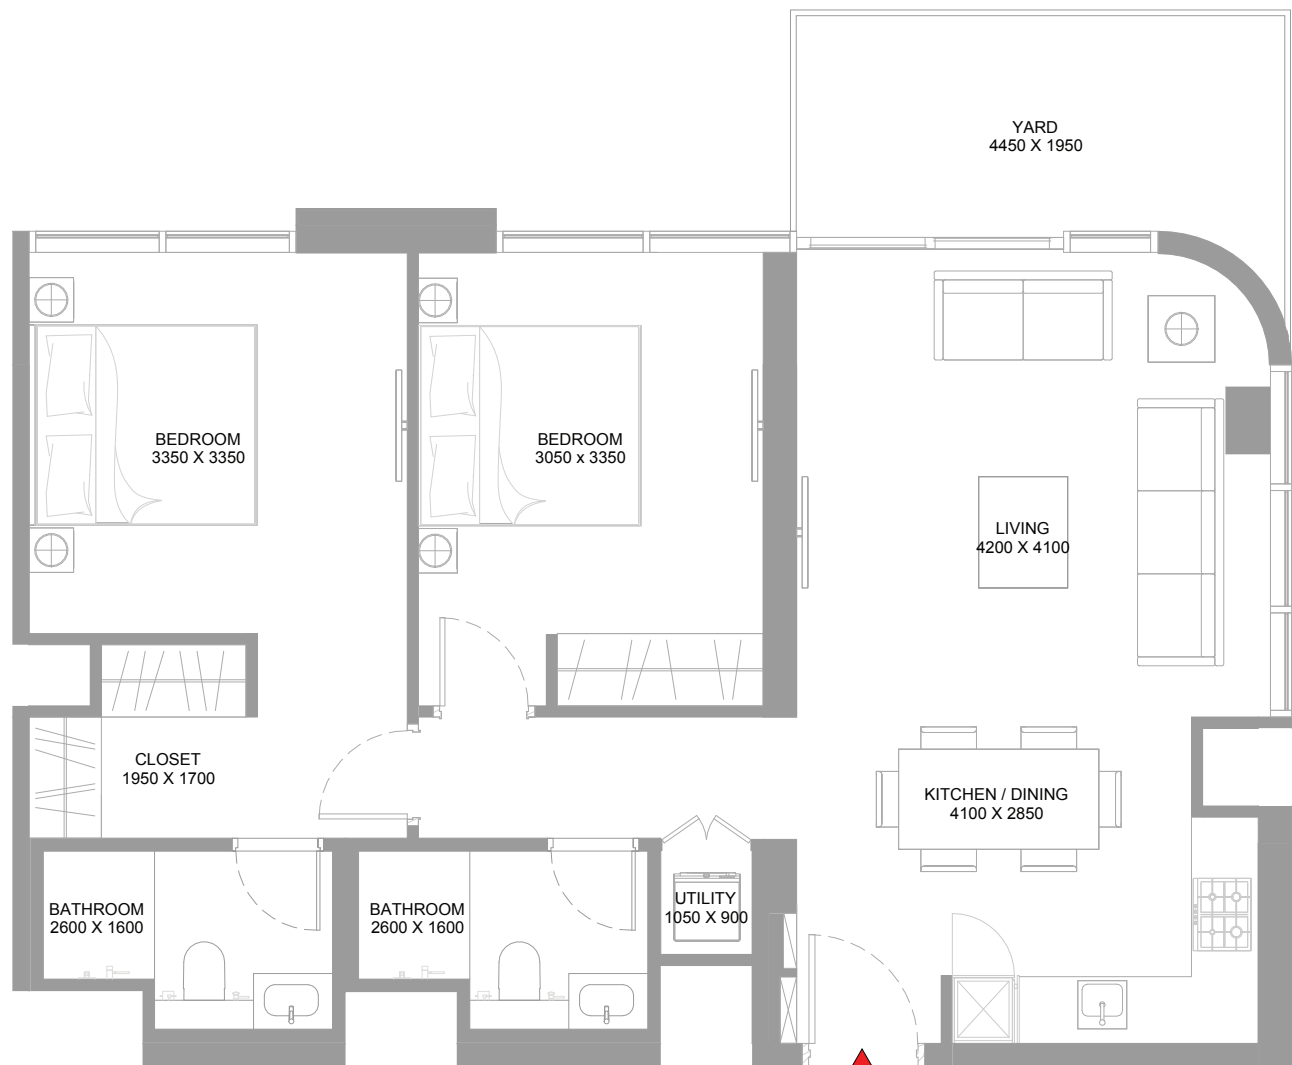 YARD
4450 X 1950
BEDROOM
3350 X 3350
BEDROOM
3050 x 3350
LIVING
4200 X 4100
CLOSET
1950 X 1700
KITCHEN / DINING
4100 X 2850
BATHROOM
2600 X 1600
BATHROOM
2600 X 1600
UTILITY
1050 X 900